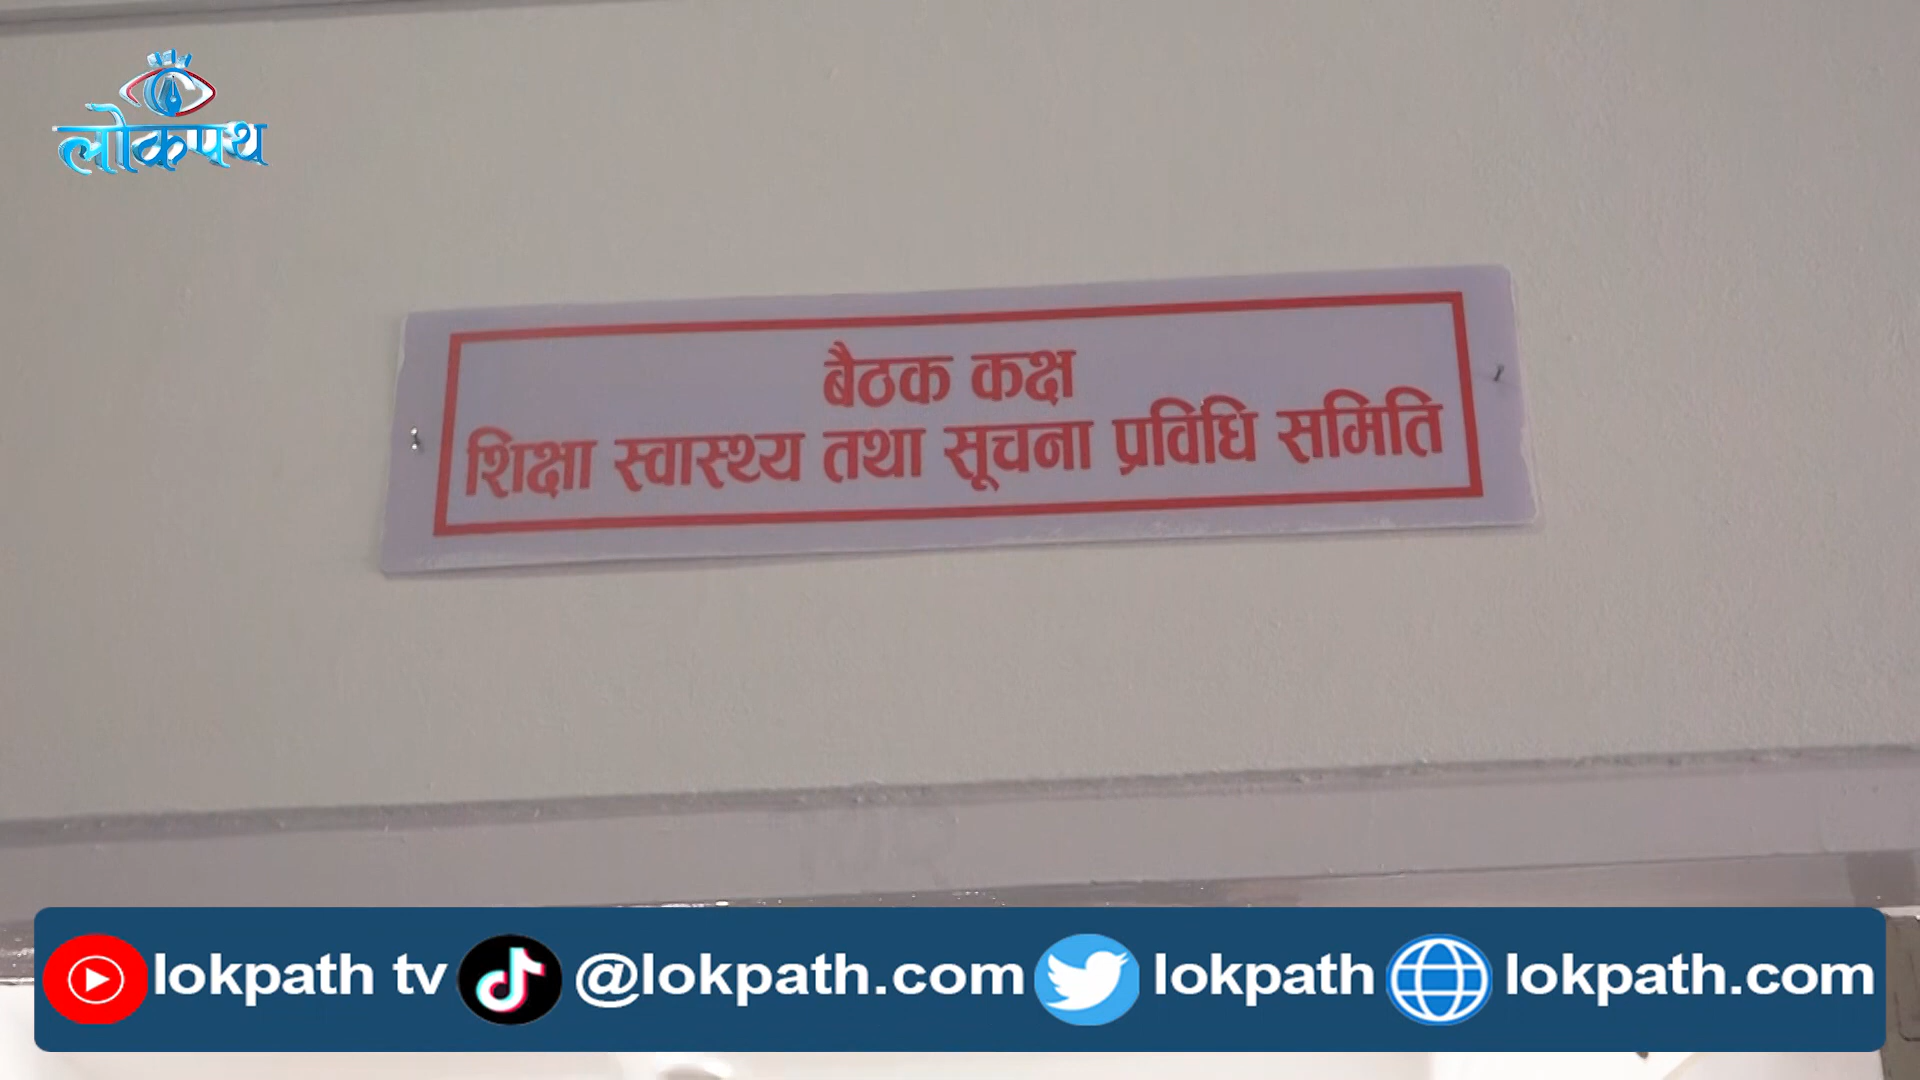 लोकपथ
बैठक कक्ष
शिक्षा स्वास्थ्य तथा सूचना प्रविधि समिति
lokpath tv @lokpath.com lokpath lokpath.com